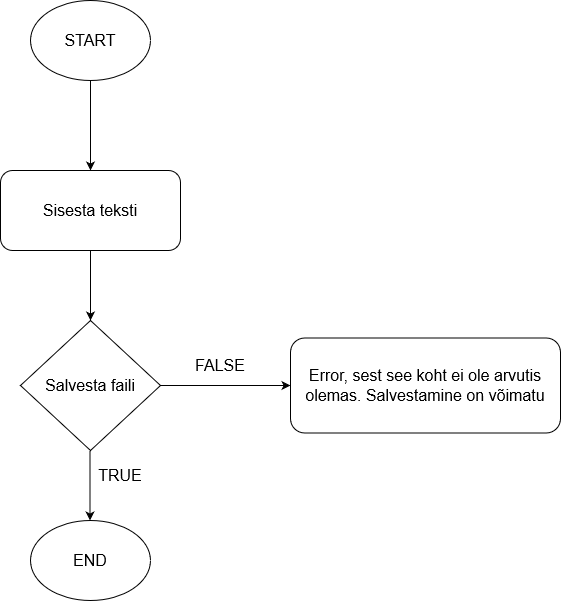 START
Sisesta teksti
Salvesta faili
FALSE
Error, sest see koht ei ole arvutis
olemas. Salvestamine on võimatu
TRUE
END